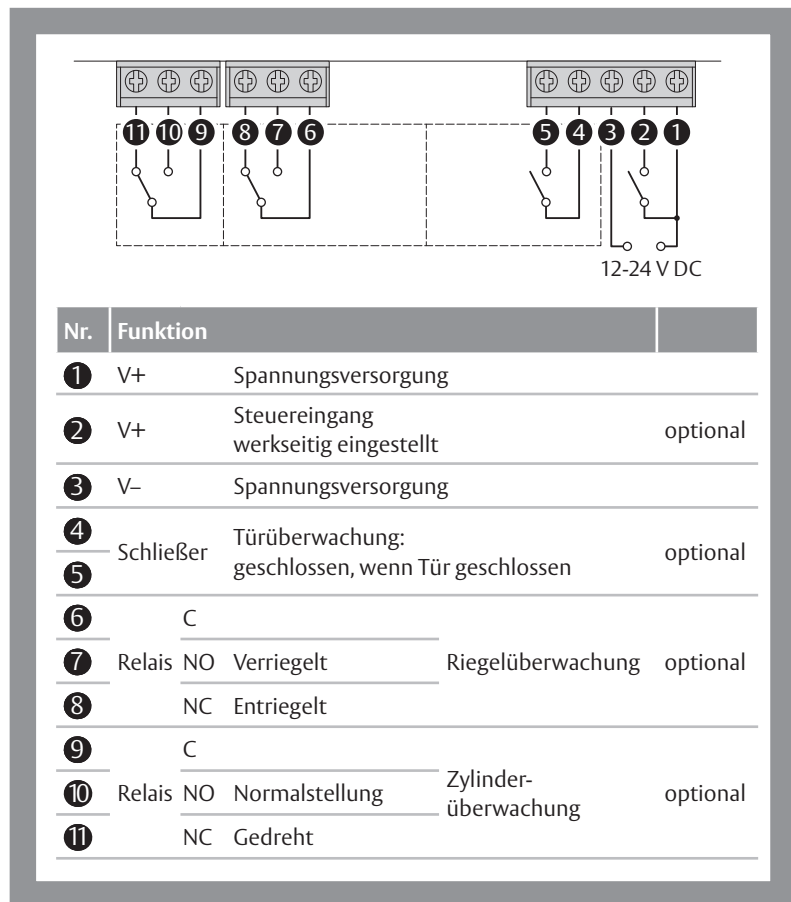 11 10 9 8 7 6 5 4 3 2 1
12-24 V DC
Nr. Funktion
1 V+ Spannungsversorgung
2 V+ Steuereingang
werkseitig eingestellt optional
3 V– Spannungsversorgung
4
5 Schließer Türüberwachung:
geschlossen, wenn Tür geschlossen optional
6 C
7 Relais NO Verriegelt Riegelüberwachung optional
8 NC Entriegelt
9 C
10 Relais NO Normalstellung Zylinder-
überwachung optional
11 NC Gedreht